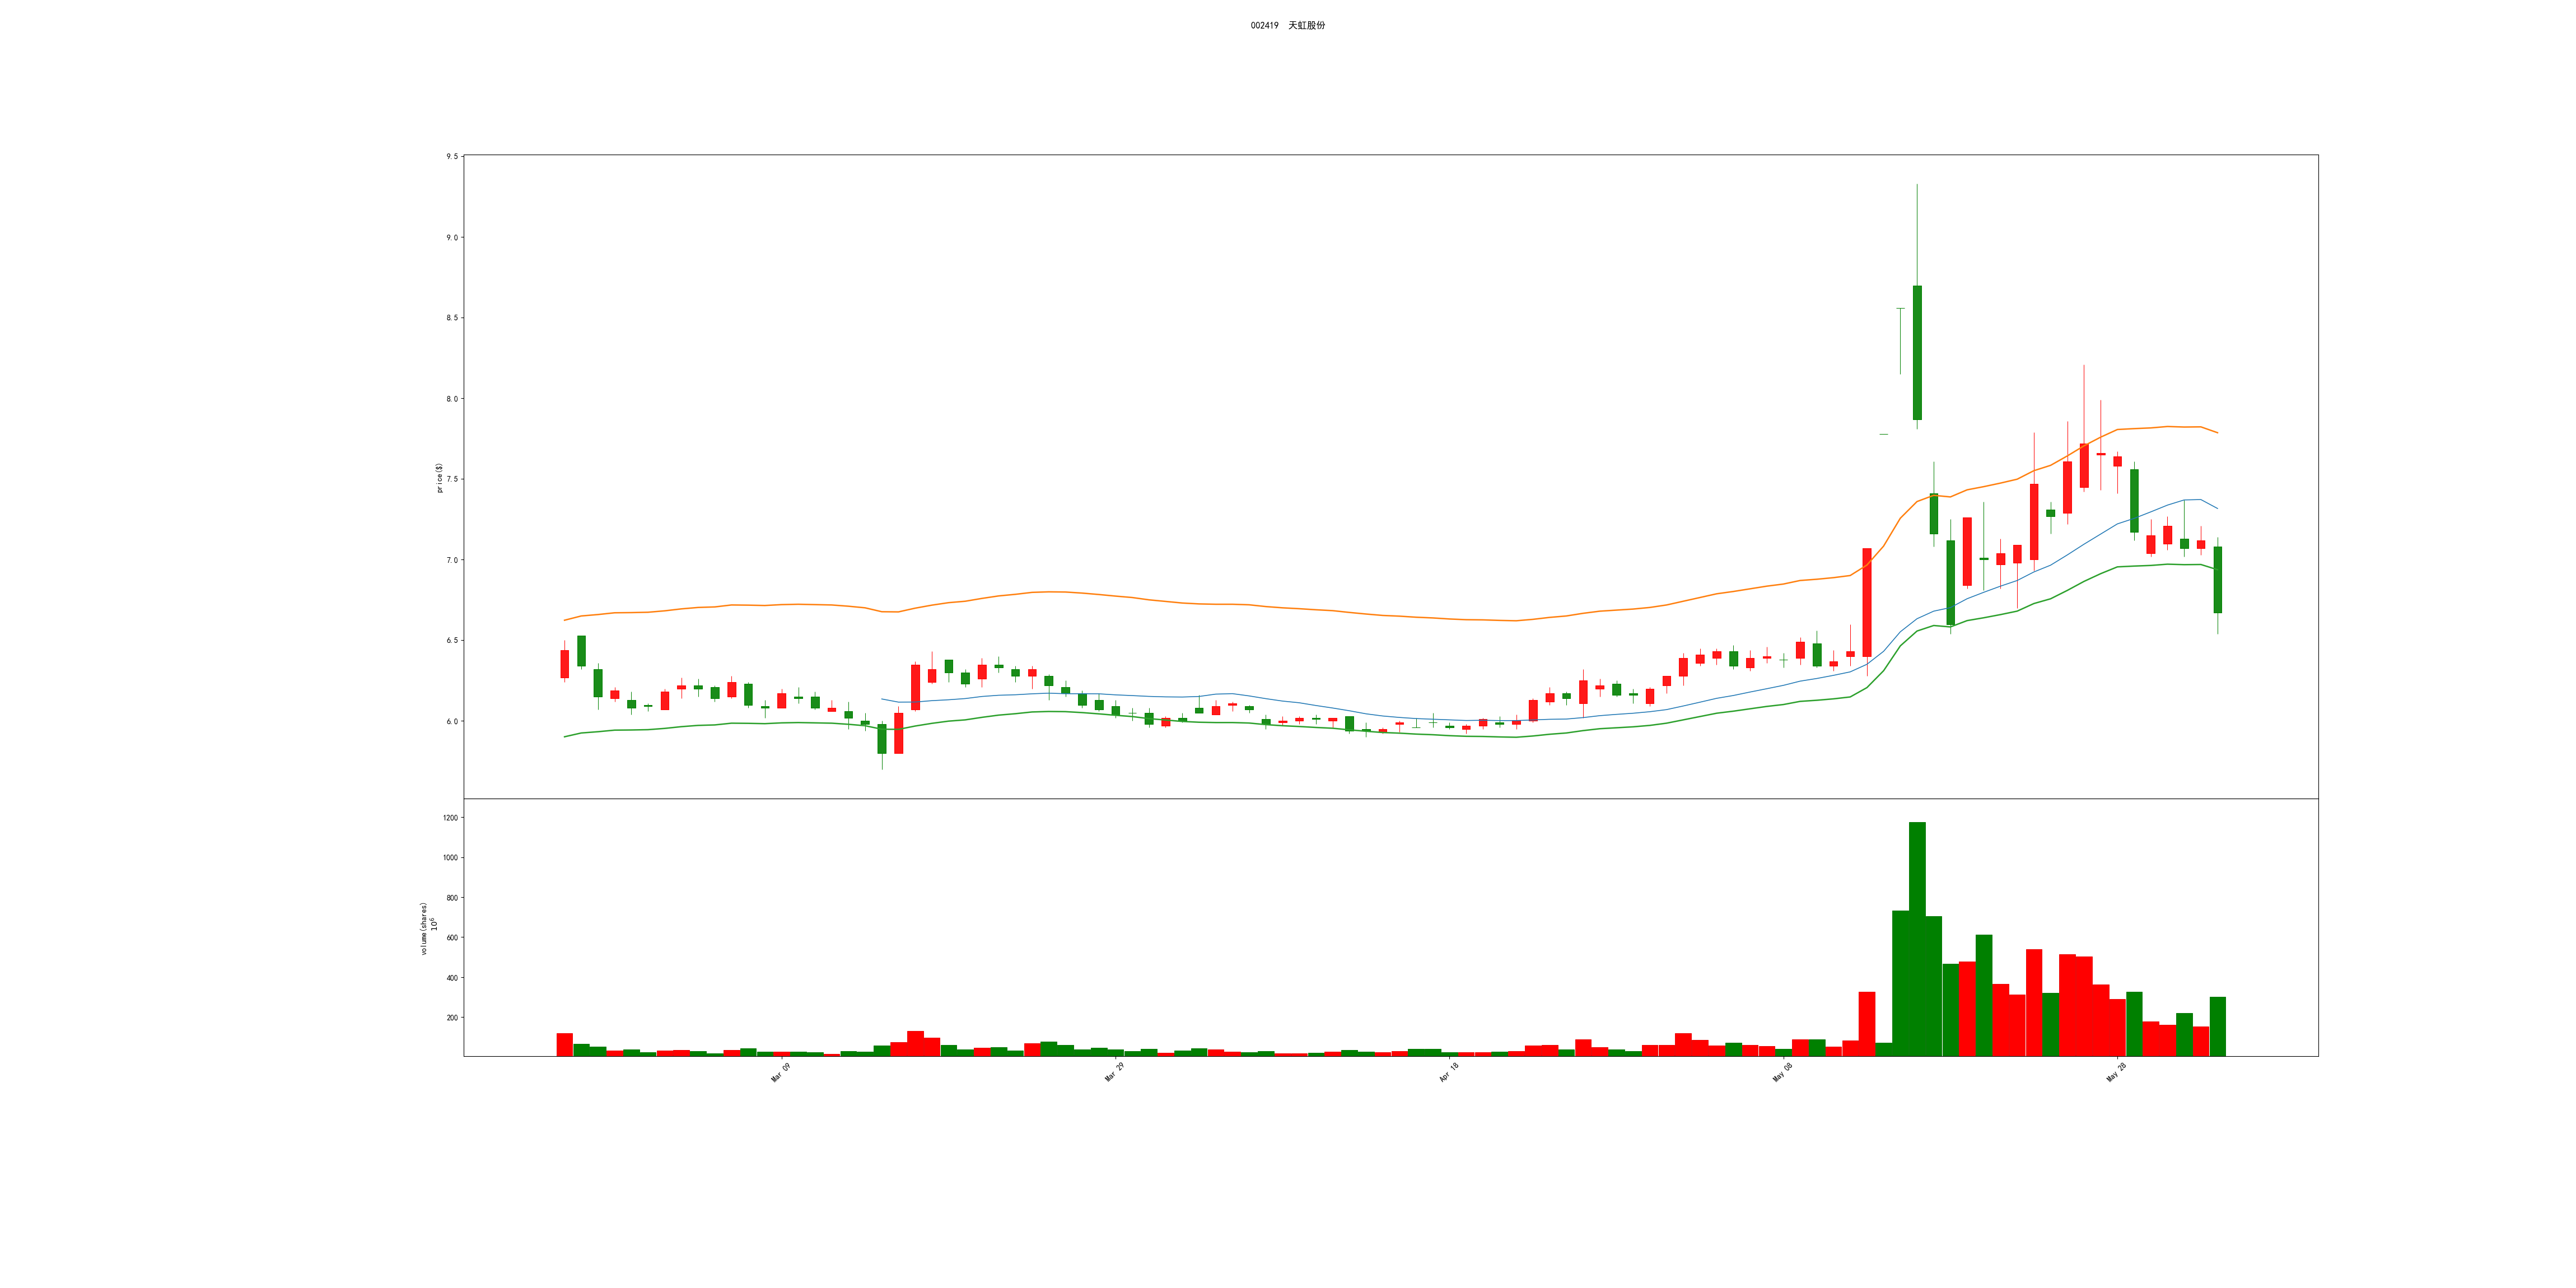 002419 天虹股份
9.5
9.0
8.5
8.0
7.5
7.0
6.5
6.0
price($)
1200
1000
800
600
400
200
volume(shares)
10^6
Mar 09
Mar 29
Apr 18
May 08
May 28